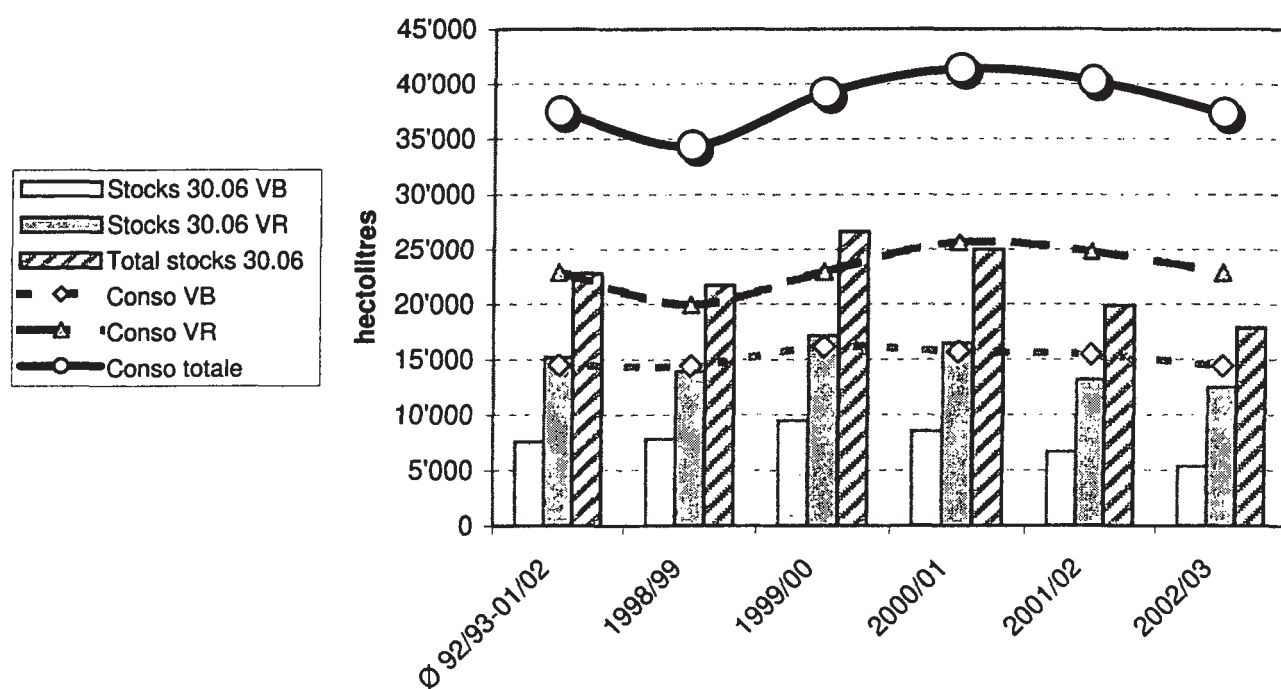 45'000
40'000
35'000
30'000
25'000
20'000
15'000
10'000
5'000
0
hectolitres
Stocks 30.06 VB
Stocks 30.06 VR
Total stocks 30.06
Conso VB
Conso VR
Conso totale
Ø 92/93-01/02
1998/99
1999/00
2000/01
2001/02
2002/03